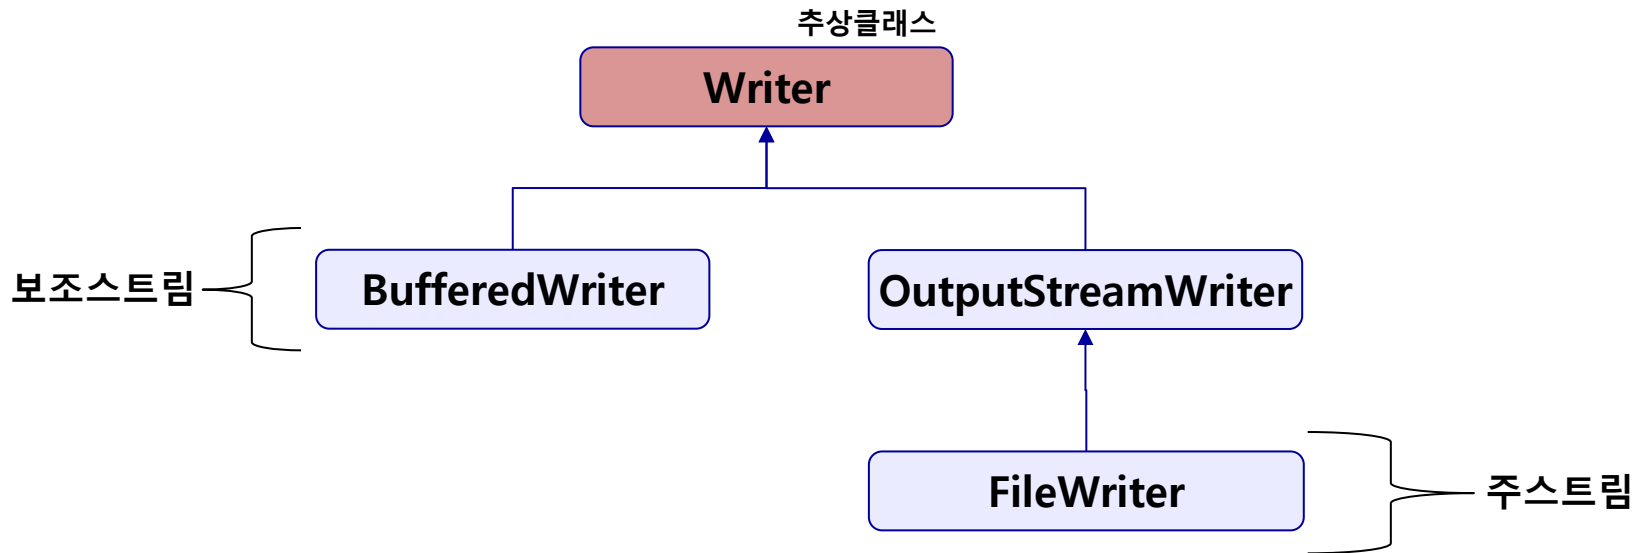 추상클래스
Writer
보조스트림
BufferedWriter
OutputStreamWriter
FileWriter
주스트림